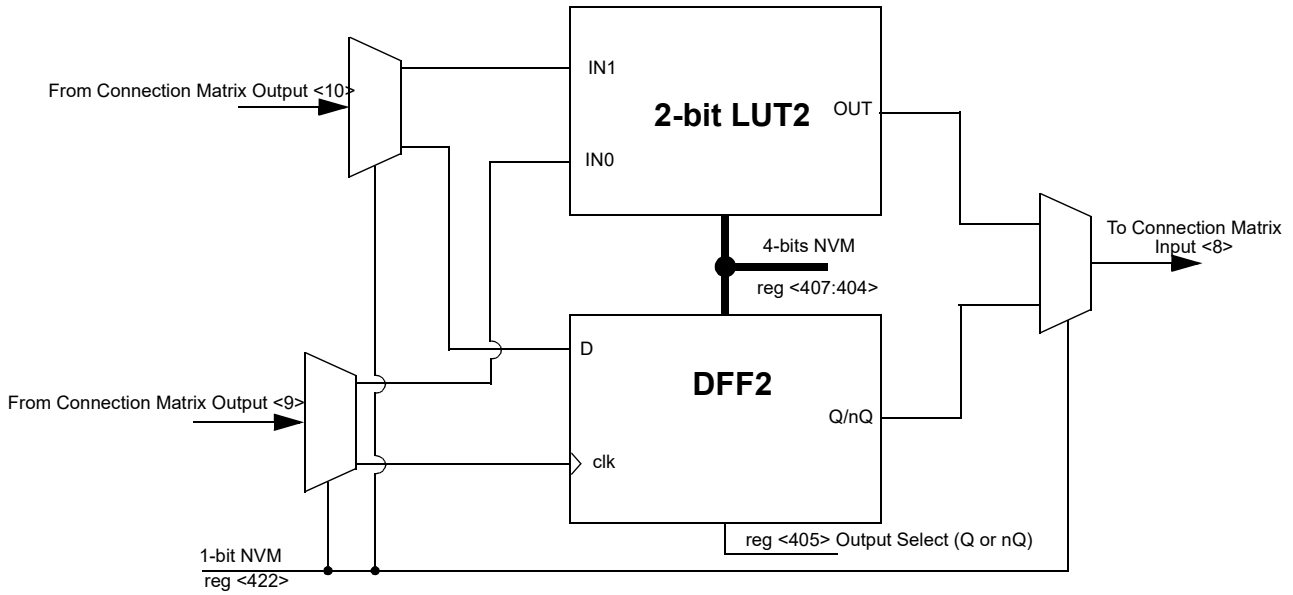 From Connection Matrix Output <10>
IN1
2-bit LUT2
OUT
IN0
To Connection Matrix
Input <8>
4-bits NVM
reg <407:404>
D
DFF2
From Connection Matrix Output <9>
Q/nQ
clk
reg <405> Output Select (Q or nQ)
1-bit NVM
reg <422>